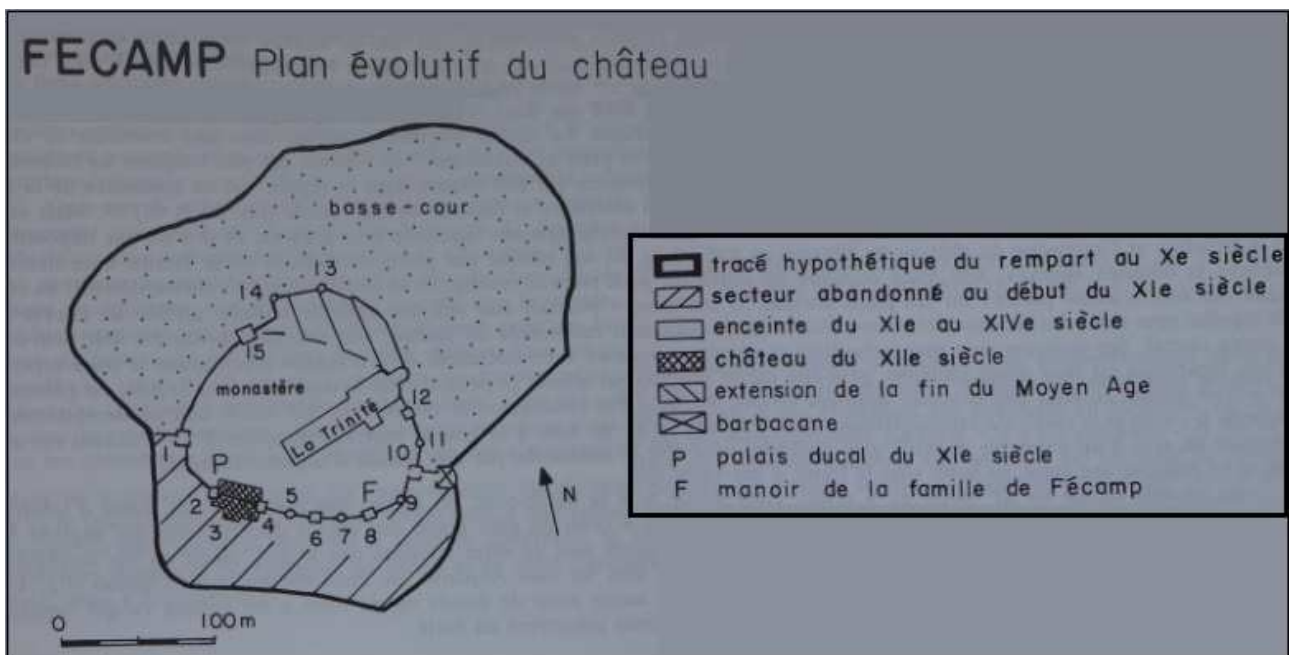 FECAMP Plan évolutif du château
basse-cour
13
14
15
monastère
La Trinité
12
11
10
1
P
F
9
2
3
4
5
6
7
8
N
0 100m
tracé hypothétique du rempart au Xe siècle
secteur abandonné au début du XIe siècle
enceinte du XIe au XIVe siècle
château du XIIe siècle
extension de la fin du Moyen Age
barbacane
P palais ducal du XIe siècle
F manoir de la famille de Fécamp